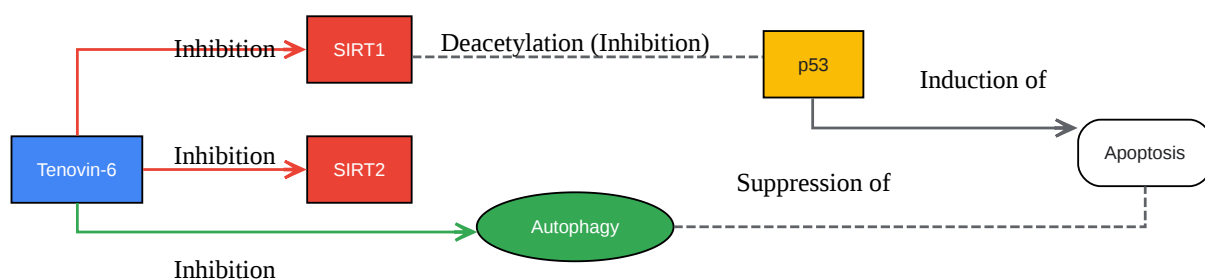 Inhibition
SIRT1
Deacetylation (Inhibition)
p53
Induction of
Tenovin-6
Inhibition
SIRT2
Apoptosis
Suppression of
Autophagy
Inhibition